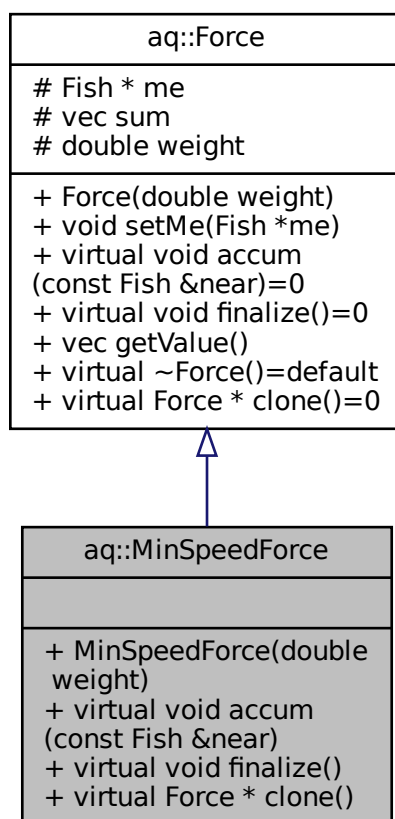 aq::Force
# Fish * me
# vec sum
# double weight
+ Force(double weight)
+ void setMe(Fish *me)
+ virtual void accum
(const Fish &near)=0
+ virtual void finalize()=0
+ vec getValue()
+ virtual ~Force()=default
+ virtual Force * clone()=0
aq::MinSpeedForce
+ MinSpeedForce(double
weight)
+ virtual void accum
(const Fish &near)
+ virtual void finalize()
+ virtual Force * clone()